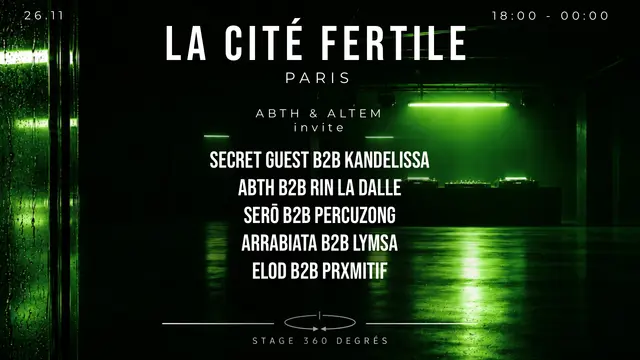 26.11
18:00 - 00:00
LA CITÉ FERTILE
PARIS
ABTH & ALTEM
invite
SECRET GUEST B2B KANDELISSA
ABTH B2B RIN LA DALLE
SERŌ B2B PERCUZONG
ARRABIATA B2B LYMSA
ELOD B2B PRXMITIF
STAGE 360 DEGRÉS